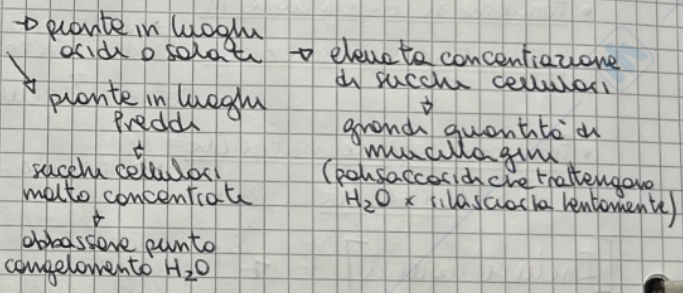 → piante in luoghi
acidi o salati → elevata concentrazione
di succhi cellulari
↓
grandi quantità di
mucillagini
(polisaccaridi che trattengono
H₂O x rilasciarla lentamente)
→ piante in luoghi
freddi
↓
succhi cellulari
molto concentrati
↓
abbassare punto
congelamento H₂O